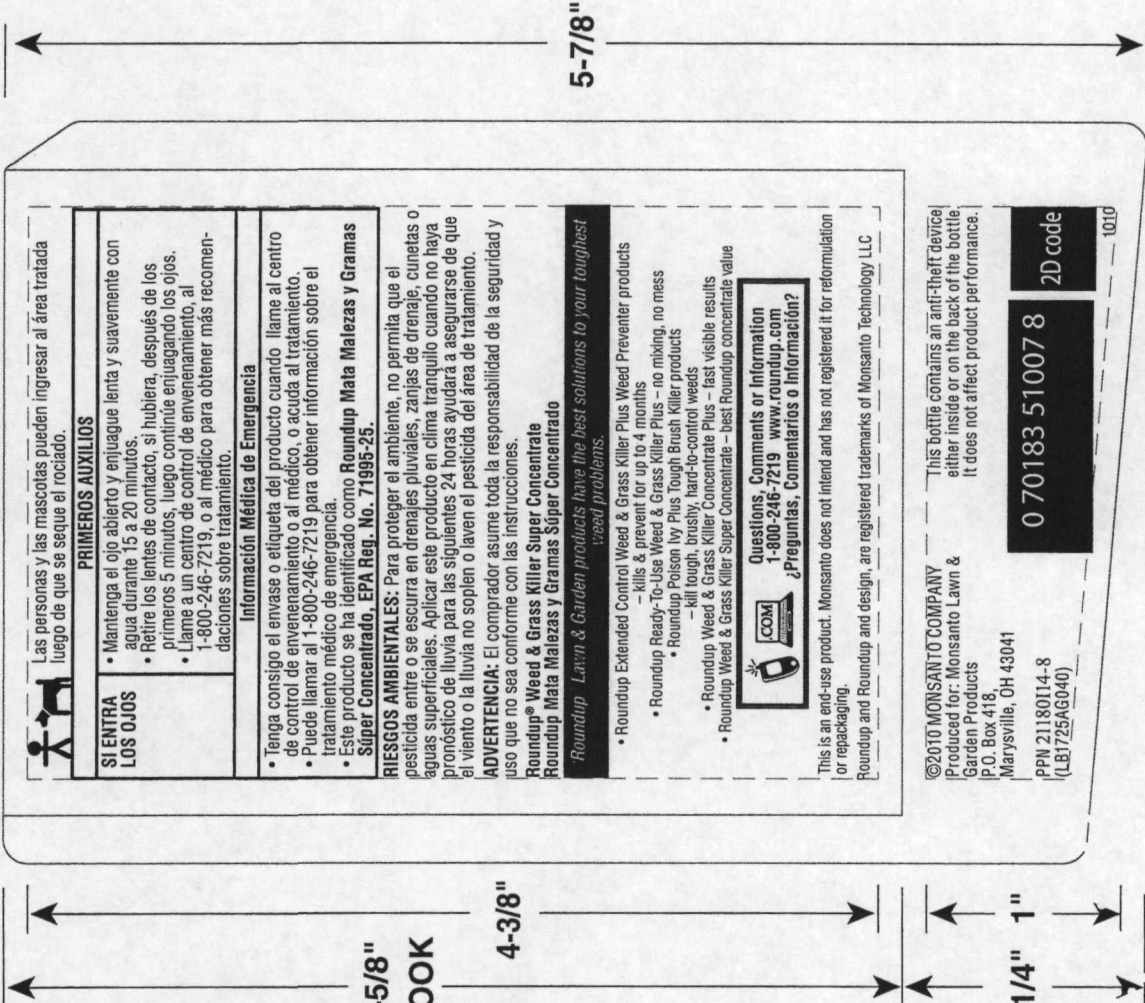 5-7/8"
Las personas y las mascotas pueden ingresar al área tratada
luego de que se seque el rociado.
PRIMEROS AUXILIOS
SI ENTRA
LOS OJOS
• Mantenga el ojo abierto y enjuague lenta y suavemente con
agua durante 15 a 20 minutos.
• Retire los lentes de contacto, si hubiera, después de los
primeros 5 minutos, luego continúe enjuagando los ojos.
• Llame a un centro de control de envenenamiento, al
1-800-246-7219, o al médico para obtener más recomen-
daciones sobre tratamiento.
Información Médica de Emergencia
• Tenga consigo el envase o etiqueta del producto cuando llame al centro
de control de envenamiento o al médico, o acuda al tratamiento.
• Puede llamar al 1-800-246-7219 para obtener información sobre el
tratamiento médico de emergencia.
• Este producto se ha identificado como Roundup Mata Malezas y Gramas
Súper Concentrado, EPA Reg. No. 71995-25.
RIESGOS AMBIENTALES: Para proteger el ambiente, no permita que el
pesticida entre o se escurra en drenajes pluviales, zanjas de drenaje, cunetas o
aguas superficiales. Aplicar este producto en clima tranquilo cuando no haya
pronóstico de lluvia para las siguientes 24 horas ayudará a asegurarse de que
el viento o la lluvia no soplen o laven el pesticida del área de tratamiento.
ADVERTENCIA: El comprador asume toda la responsabilidad de la seguridad y
uso que no sea conforme con las instrucciones.
Roundup® Weed & Grass Killer Super Concentrate
Roundup Mata Malezas y Gramas Súper Concentrado
Roundup Lawn & Garden products have the best solutions to your toughest
weed problems.
• Roundup Extended Control Weed & Grass Killer Plus Weed Preventer products
– kills & prevent for up to 4 months
• Roundup Ready-To-Use Weed & Grass Killer Plus – no mixing, no mess
• Roundup Poison Ivy Plus Tough Brush Killer products
– kill tough, brushy, hard-to-control weeds
• Roundup Weed & Grass Killer Concentrate Plus – fast visible results
• Roundup Weed & Grass Killer Super Concentrate – best Roundup concentrate value
.COM
Questions, Comments or Information
1-800-246-7219 www.roundup.com
¿Preguntas, Comentarios o Información?
This is an end-use product. Monsanto does not intend and has not registered it for reformulation
or repackaging.
Roundup and Roundup and design, are registered trademarks of Monsanto Technology LLC
©2010 MONSANTO COMPANY
Produced for: Monsanto Lawn &
Garden Products
P.O. Box 418,
Marysville, OH 43041
PPN 21180I14-8
(LB1725AG040)
This bottle contains an anti-theft device
either inside or on the back of the bottle.
It does not affect product performance.
0 70183 51007 8
2D code
1010
-5/8"
OOK
4-3/8"
1/4"
1"